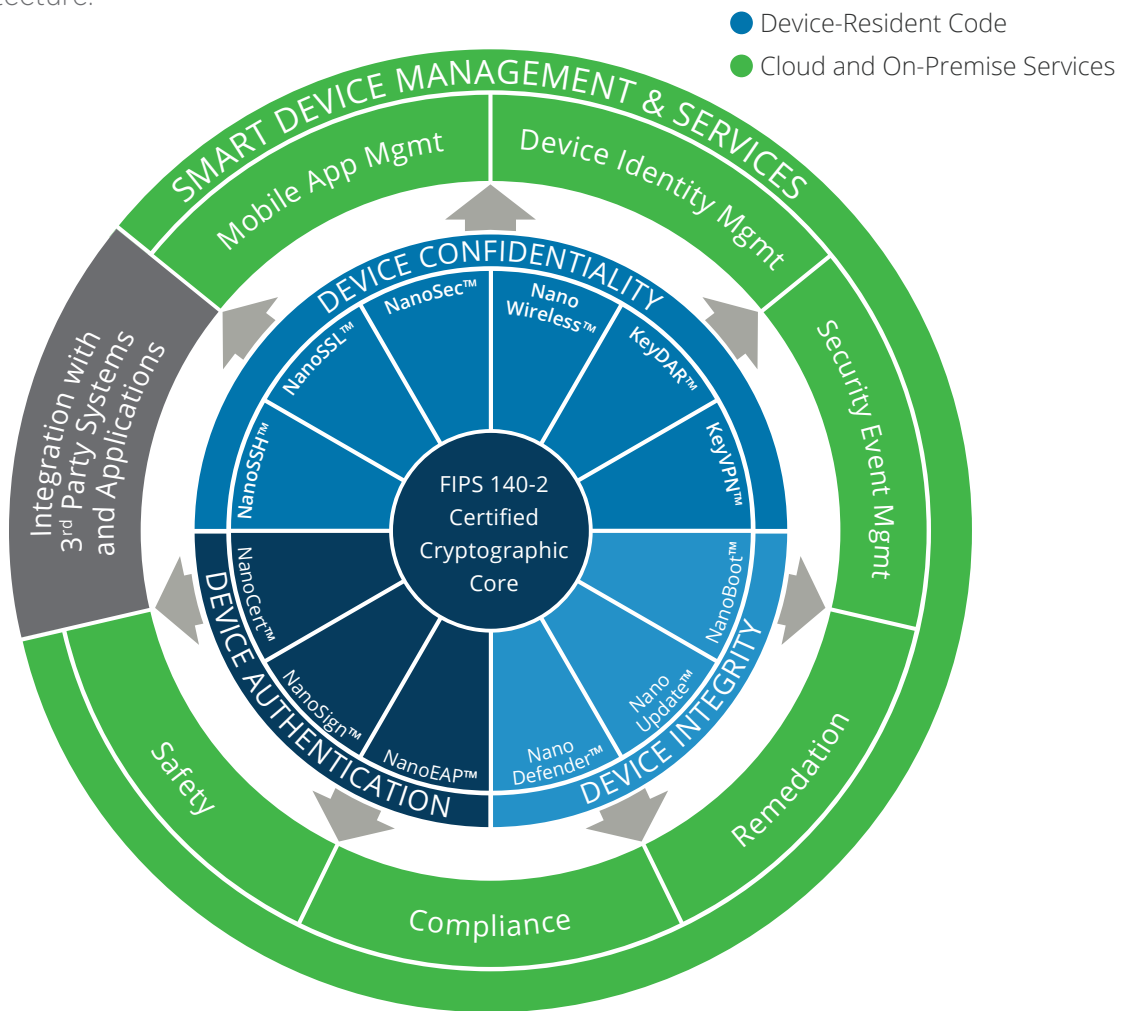 tecture.
Device-Resident Code
Cloud and On-Premise Services
SMART DEVICE MANAGEMENT & SERVICES
Mobile App Mgmt
Device Identity Mgmt
Security Event Mgmt
Remedation
Compliance
Safety
Integration with
3rd Party Systems
and Applications
DEVICE CONFIDENTIALITY
NanoSSH™
NanoSSL™
NanoSec™
Nano
Wireless™
KeyDAR™
KeyVPN™
DEVICE INTEGRITY
NanoBoot™
Nano
Update™
Nano
Defender™
DEVICE AUTHENTICATION
NanoEAP™
NanoSign™
NanoCert™
FIPS 140-2
Certified
Cryptographic
Core